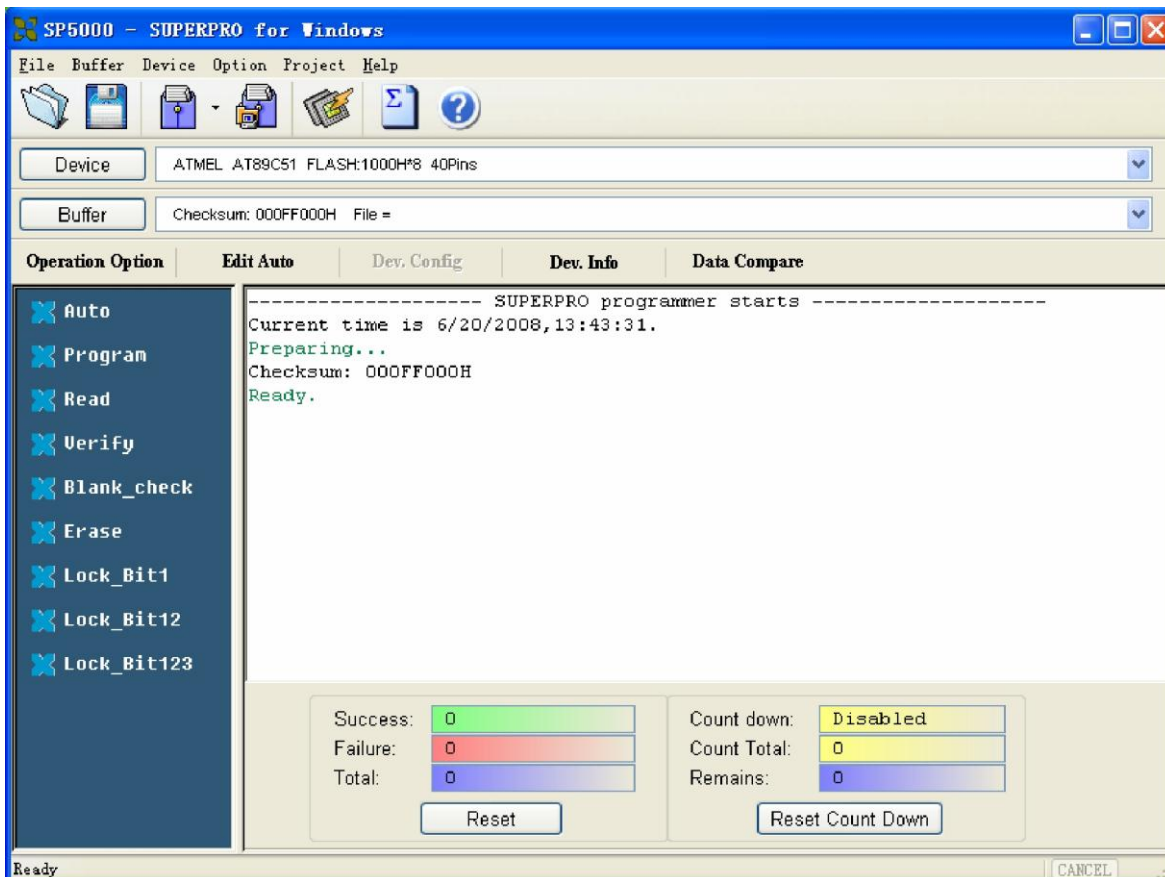 SP5000 - SUPERPRO for Windows
File Buffer Device Option Project Help
Σ ?
Device ATMEL AT89C51 FLASH:1000H*8 40Pins
Buffer Checksum: 000FF000H File =
Operation Option Edit Auto Dev. Config Dev. Info Data Compare
Auto
Program
Read
Verify
Blank_check
Erase
Lock_Bit1
Lock_Bit12
Lock_Bit123
------------------- SUPERPRO programmer starts -------------------
Current time is 6/20/2008,13:43:31.
Preparing...
Checksum: 000FF000H
Ready.
Success: 0
Failure: 0
Total: 0
Reset
Count down: Disabled
Count Total: 0
Remains: 0
Reset Count Down
Ready CANCEL